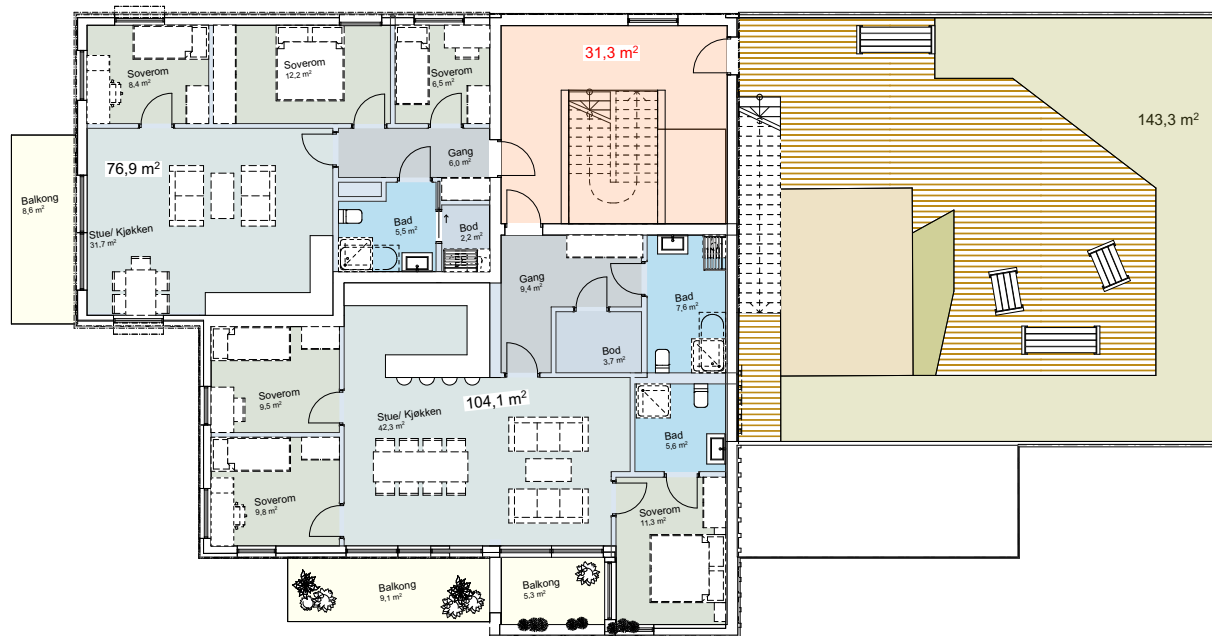 Soverom
8,4 m²
Soverom
12,2 m²
Soverom
6,5 m²
31,3 m²
143,3 m²
76,9 m²
Gang
6,0 m²
Balkong
8,6 m²
Stue/ Kjøkken
31,7 m²
Bad
5,5 m²
Bod
2,2 m²
Gang
9,4 m²
Bad
7,6 m²
Bod
3,7 m²
Soverom
9,5 m²
104,1 m²
Stue/ Kjøkken
42,3 m²
Bad
5,6 m²
Soverom
9,8 m²
Soverom
11,3 m²
Balkong
9,1 m²
Balkong
5,3 m²